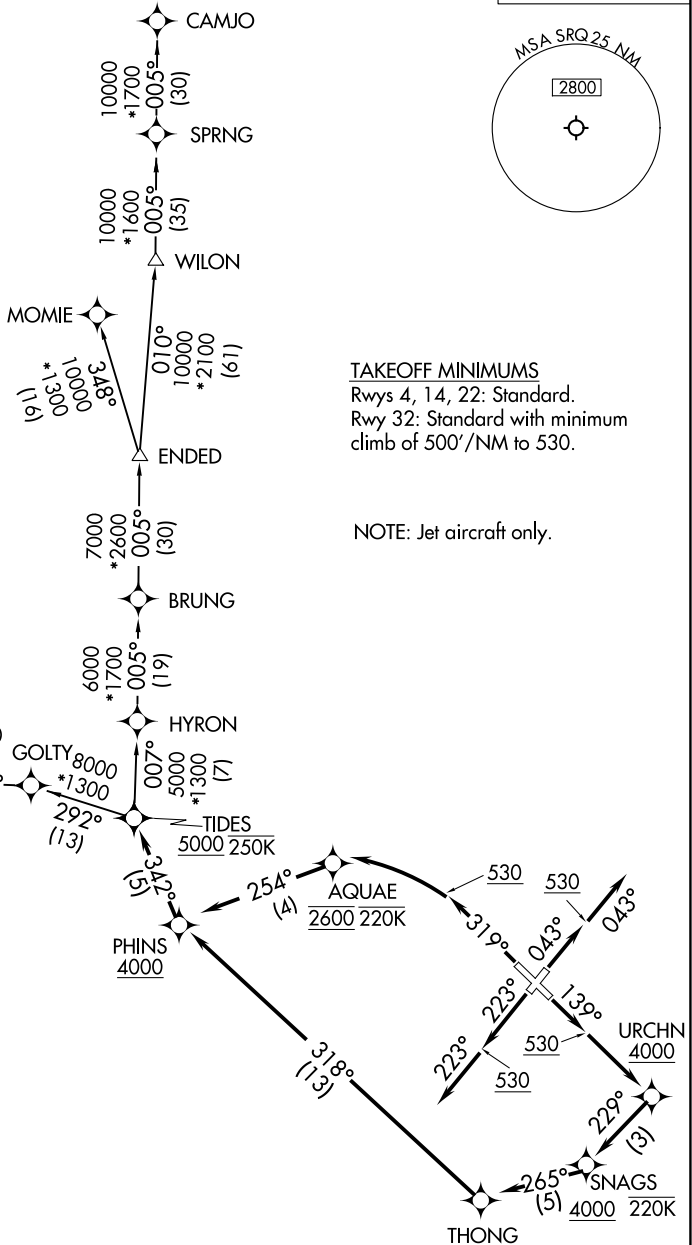 CAMJO
MSA SRQ 25 NM
2800
10000
*1700
005°
(30)
SPRNG
10000
*1600
005°
(35)
WILON
MOMIE
348°
10000
*1300
(16)
010°
10000
*2100
(61)
TAKEOFF MINIMUMS
Rwys 4, 14, 22: Standard.
Rwy 32: Standard with minimum
climb of 500'/NM to 530.
ENDED
7000
*2600
005°
(30)
NOTE: Jet aircraft only.
BRUNG
6000
*1700
005°
(19)
HYRON
GOLTY
8000
*1300
292°
(13)
007°
5000
*1300
(7)
TIDES
5000 250K
342°
(5)
254°
(4)
AQUAE
2600 220K
530
319°
530
043°
043°
PHINS
4000
223°
223°
530
139°
530
URCHN
4000
318°
(13)
229°
(3)
SNAGS
4000 220K
265°
(5)
THONG